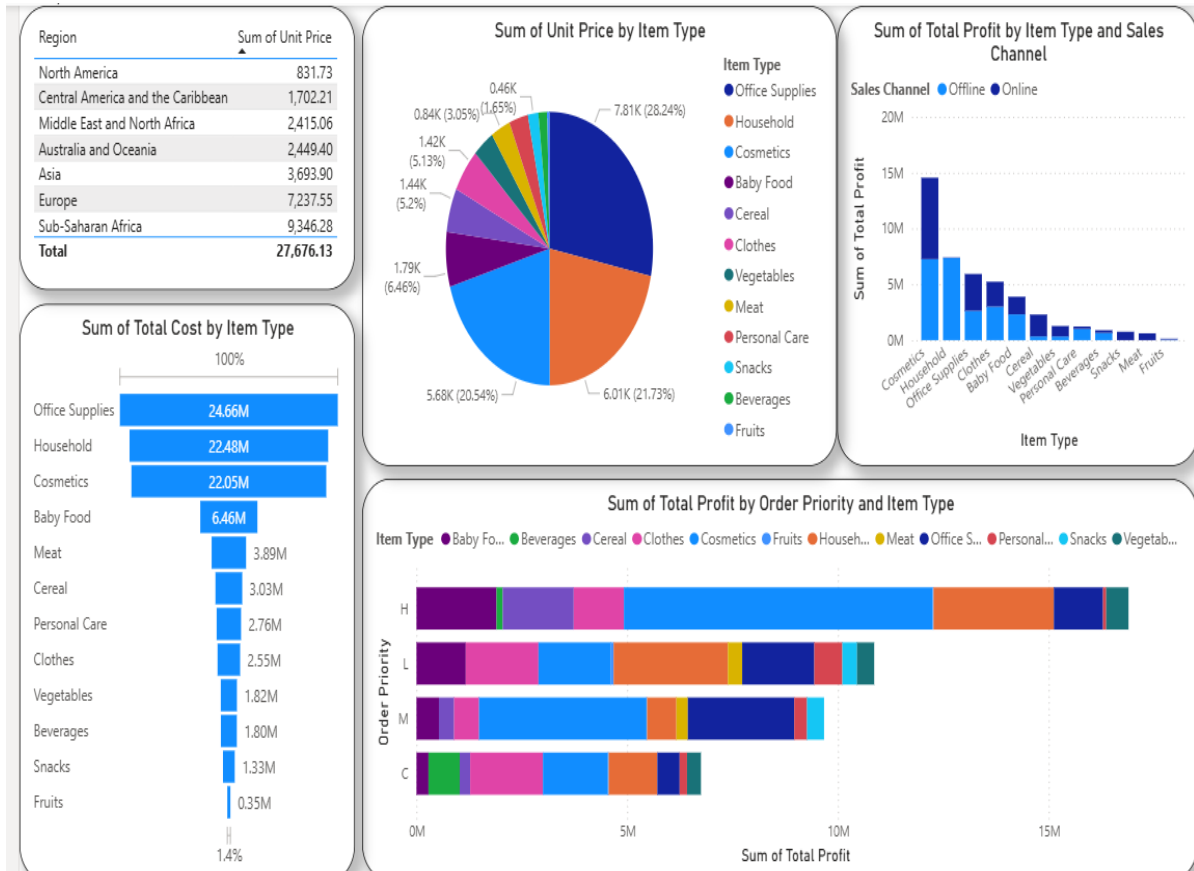 Region Sum of Unit Price
North America 831.73
Central America and the Caribbean 1,702.21
Middle East and North Africa 2,415.06
Australia and Oceania 2,449.40
Asia 3,693.90
Europe 7,237.55
Sub-Saharan Africa 9,346.28
Total 27,676.13
Sum of Total Cost by Item Type
100%
Office Supplies 24.66M
Household 22.48M
Cosmetics 22.05M
Baby Food 6.46M
Meat 3.89M
Cereal 3.03M
Personal Care 2.76M
Clothes 2.55M
Vegetables 1.82M
Beverages 1.80M
Snacks 1.33M
Fruits 0.35M
1.4%
Sum of Unit Price by Item Type
7.81K (28.24%)
6.01K (21.73%)
5.68K (20.54%)
1.79K
(6.46%)
1.44K
(5.2%)
1.42K
(5.13%)
0.84K (3.05%)
0.46K
(1.65%)
Item Type
Office Supplies
Household
Cosmetics
Baby Food
Cereal
Clothes
Vegetables
Meat
Personal Care
Snacks
Beverages
Fruits
Sum of Total Profit by Item Type and Sales
Channel
Sales Channel Offline Online
Sum of Total Profit
20M
15M
10M
5M
0M
Cosmetics
Household
Office Supplies
Clothes
Baby Food
Cereal
Vegetables
Personal Care
Beverages
Snacks
Meat
Fruits
Item Type
Sum of Total Profit by Order Priority and Item Type
Item Type Baby Fo... Beverages Cereal Clothes Cosmetics Fruits Househ... Meat Office S... Personal... Snacks Vegetab...
Order Priority
H
L
M
C
0M 5M 10M 15M
Sum of Total Profit